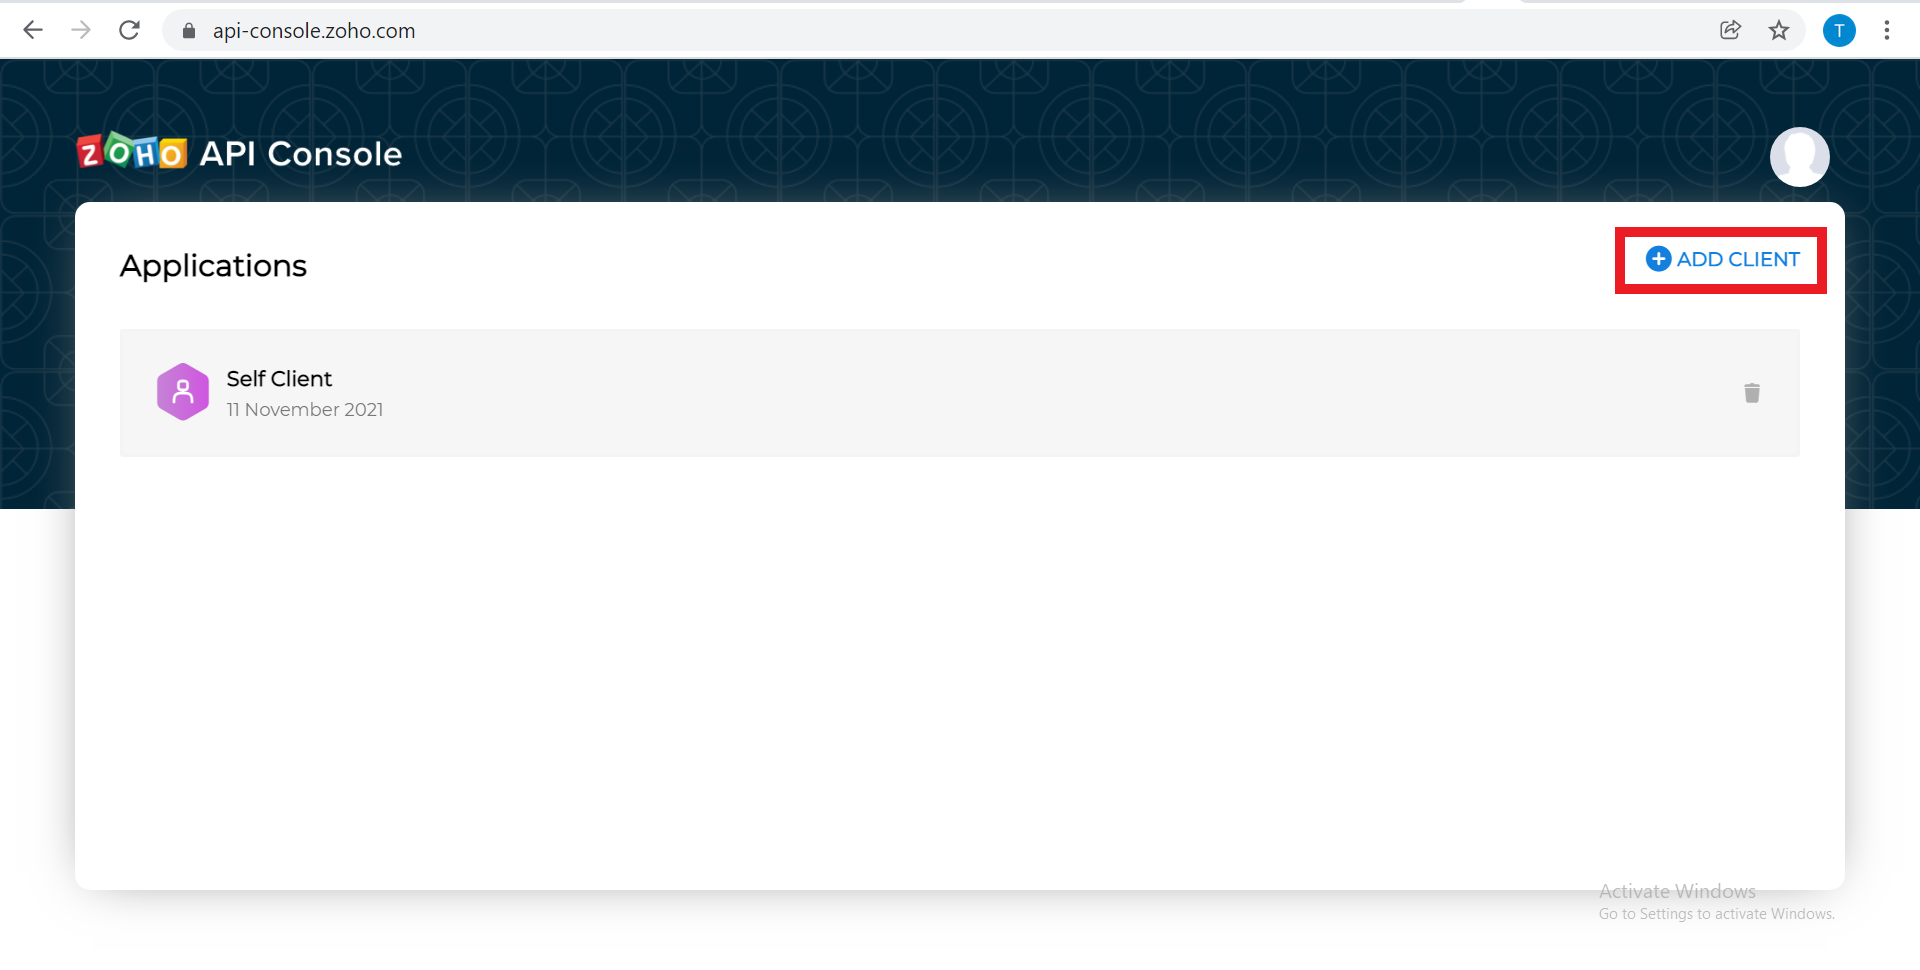 api-console.zoho.com
T
ZOHO API Console
Applications
ADD CLIENT
Self Client
11 November 2021
Activate Windows
Go to Settings to activate Windows.